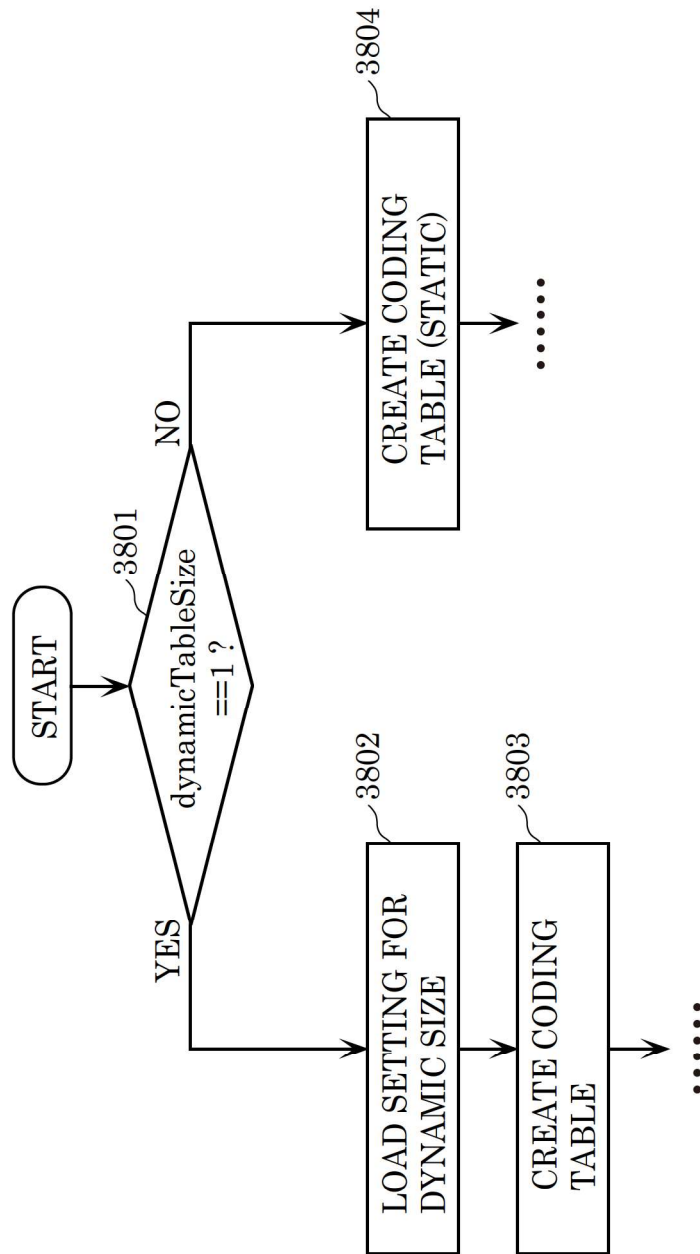 START
3801
dynamicTableSize
==1 ?
YES
NO
3802
LOAD SETTING FOR
DYNAMIC SIZE
3803
CREATE CODING
TABLE
......
3804
CREATE CODING
TABLE (STATIC)
......